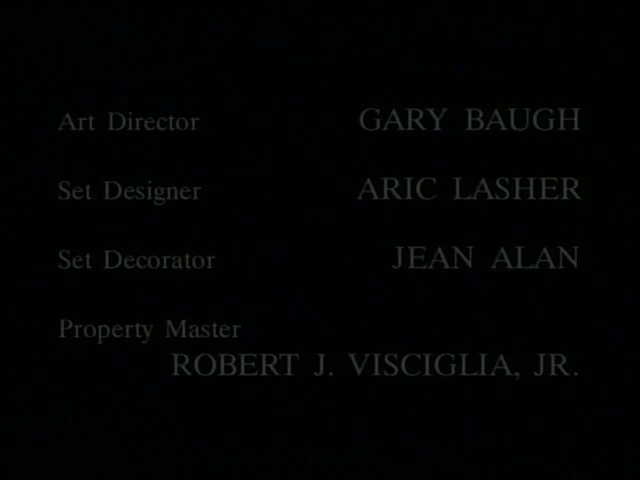 Art Director GARY BAUGH
Set Designer ARIC LASHER
Set Decorator JEAN ALAN
Property Master
ROBERT J. VISCIGLIA, JR.